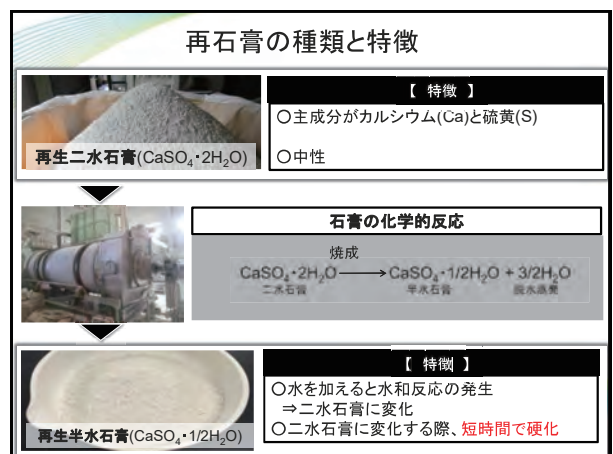 再石膏の種類と特徴
【 特徴 】
〇主成分がカルシウム(Ca)と硫黄(S)
〇中性
再生二水石膏(CaSO₄・2H₂O)
石膏の化学的反応
焼成
CaSO₄・2H₂O→CaSO₄・1/2H₂O + 3/2H₂O
二水石膏 半水石膏 脱水蒸発
【 特徴 】
〇水を加えると水和反応の発生
⇒二水石膏に変化
〇二水石膏に変化する際、短時間で硬化
再生半水石膏(CaSO₄・1/2H₂O)